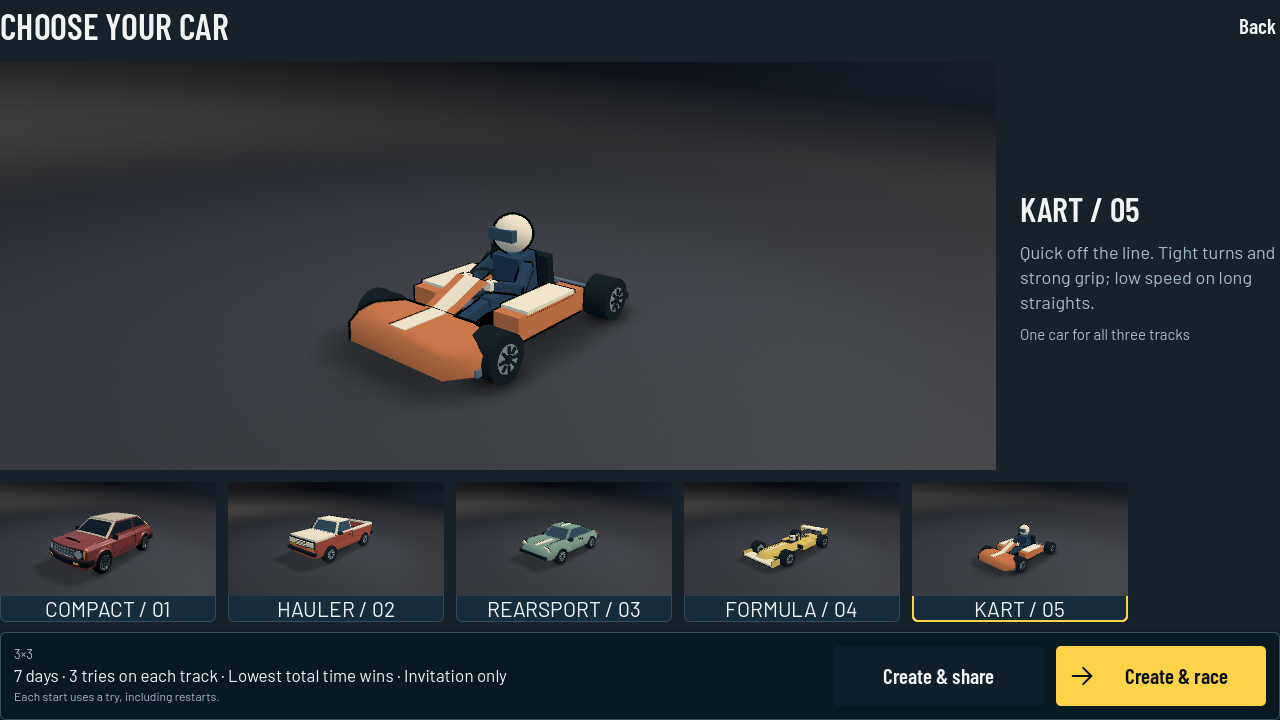 CHOOSE YOUR CAR
Back
KART / 05
Quick off the line. Tight turns and
strong grip; low speed on long
straights.
One car for all three tracks
COMPACT / 01
HAULER / 02
REARSPORT / 03
FORMULA / 04
KART / 05
3×3
7 days · 3 tries on each track · Lowest total time wins · Invitation only
Each start uses a try, including restarts.
Create & share
Create & race